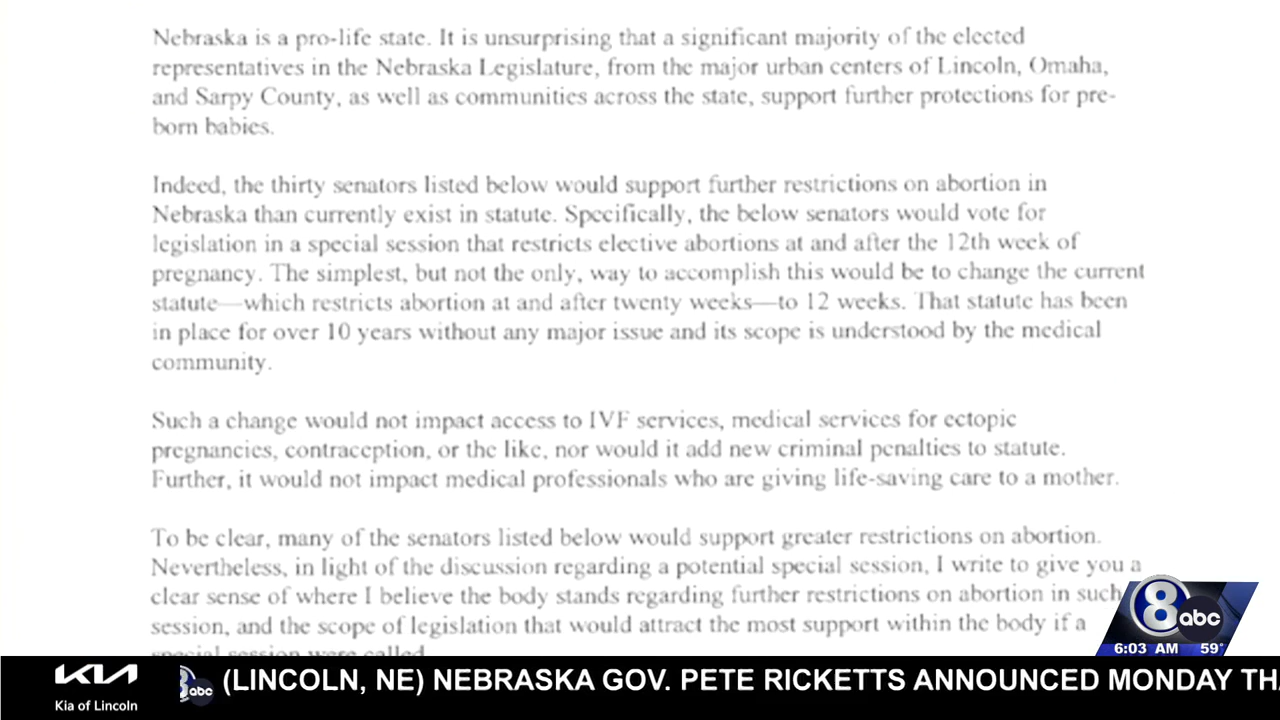 Nebraska is a pro-life state. It is unsurprising that a significant majority of the elected
representatives in the Nebraska Legislature, from the major urban centers of Lincoln, Omaha,
and Sarpy County, as well as communities across the state, support further protections for pre-
born babies.
Indeed, the thirty senators listed below would support further restrictions on abortion in
Nebraska than currently exist in statute. Specifically, the below senators would vote for
legislation in a special session that restricts elective abortions at and after the 12th week of
pregnancy. The simplest, but not the only, way to accomplish this would be to change the current
statute—which restricts abortion at and after twenty weeks—to 12 weeks. That statute has been
in place for over 10 years without any major issue and its scope is understood by the medical
community.
Such a change would not impact access to IVF services, medical services for ectopic
pregnancies, contraception, or the like, nor would it add new criminal penalties to statute.
Further, it would not impact medical professionals who are giving life-saving care to a mother.
To be clear, many of the senators listed below would support greater restrictions on abortion.
Nevertheless, in light of the discussion regarding a potential special session, I write to give you a
clear sense of where I believe the body stands regarding further restrictions on abortion in such
session, and the scope of legislation that would attract the most support within the body if a
special session were called
8 abc
6:03 AM 59°
KIA
Kia of Lincoln
8 abc
(LINCOLN, NE) NEBRASKA GOV. PETE RICKETTS ANNOUNCED MONDAY TH